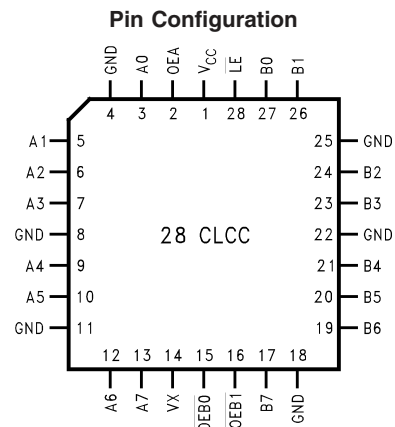 Pin Configuration
GND A0 OEA VCC LE B0 B1
4 3 2 1 28 27 26
A1 5 25 GND
A2 6 24 B2
A3 7 23 B3
GND 8 28 CLCC 22 GND
A4 9 21 B4
A5 10 20 B5
GND 11 19 B6
12 13 14 15 16 17 18
A6 A7 VX OEB0 OEB1 B7 GND